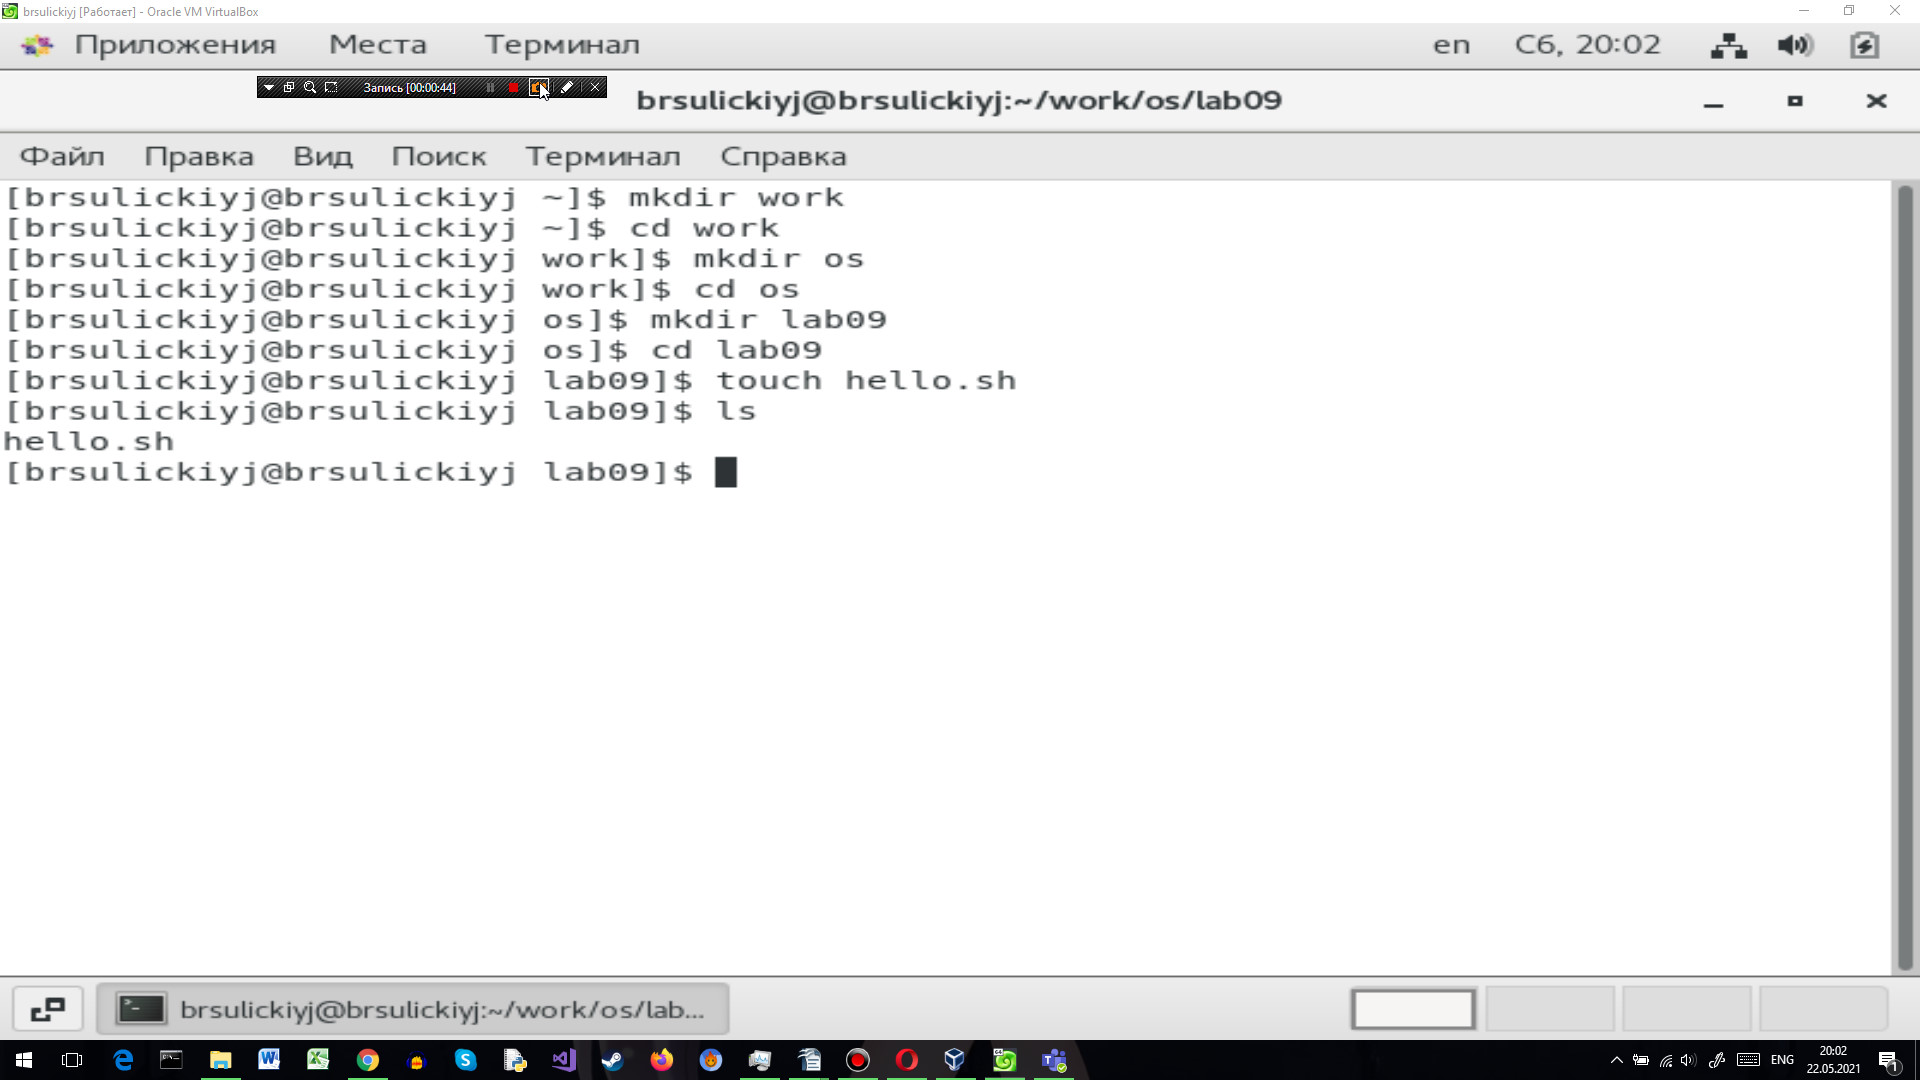 brsulickiyj [Работает] - Oracle VM VirtualBox
Приложения Места Терминал en Сб, 20:02
Запись [00:00:44]
brsulickiyj@brsulickiyj:~/work/os/lab09
Файл Правка Вид Поиск Терминал Справка
[brsulickiyj@brsulickiyj ~]$ mkdir work
[brsulickiyj@brsulickiyj ~]$ cd work
[brsulickiyj@brsulickiyj work]$ mkdir os
[brsulickiyj@brsulickiyj work]$ cd os
[brsulickiyj@brsulickiyj os]$ mkdir lab09
[brsulickiyj@brsulickiyj os]$ cd lab09
[brsulickiyj@brsulickiyj lab09]$ touch hello.sh
[brsulickiyj@brsulickiyj lab09]$ ls
hello.sh
[brsulickiyj@brsulickiyj lab09]$
brsulickiyj@brsulickiyj:~/work/os/lab...
ENG
20:02
22.05.2021
1